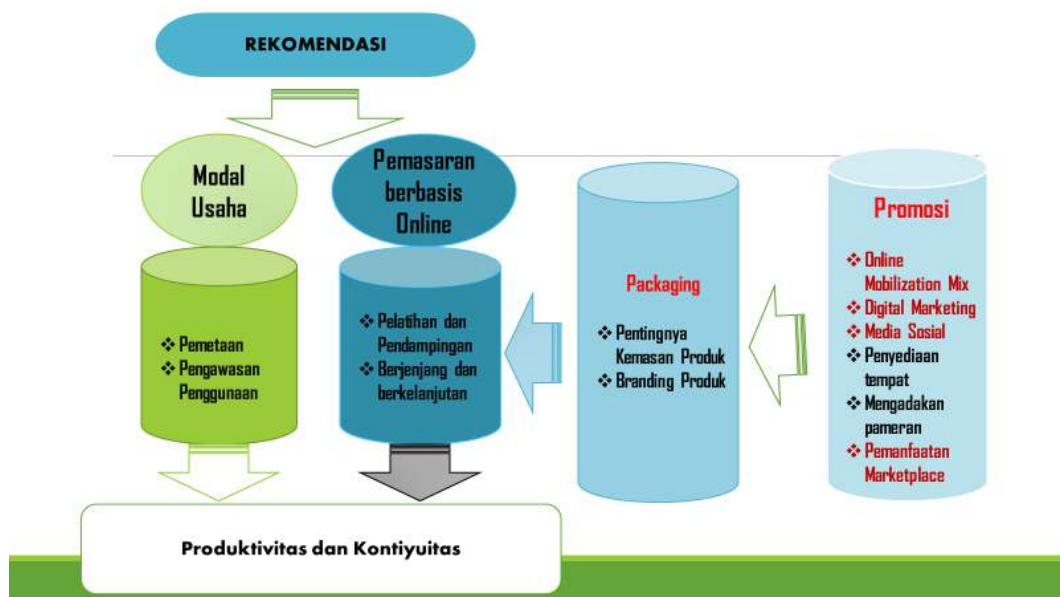 REKOMENDASI
Modal
Usaha
Pemasaran
berbasis
Online
❖ Pemetaan
❖ Pengawasan
Penggunaan
❖ Pelatihan dan
Pendampingan
❖ Berjenjang dan
berkelanjutan
Packaging
❖ Pentingnya
Kemasan Produk
❖ Branding Produk
Promosi
❖ Online
Mobilization Mix
❖ Digital Marketing
❖ Media Sosial
❖ Penyediaan
tempat
❖ Mengadakan
pameran
❖ Pemanfaatan
Marketplace
Produktivitas dan Kontiyuitas